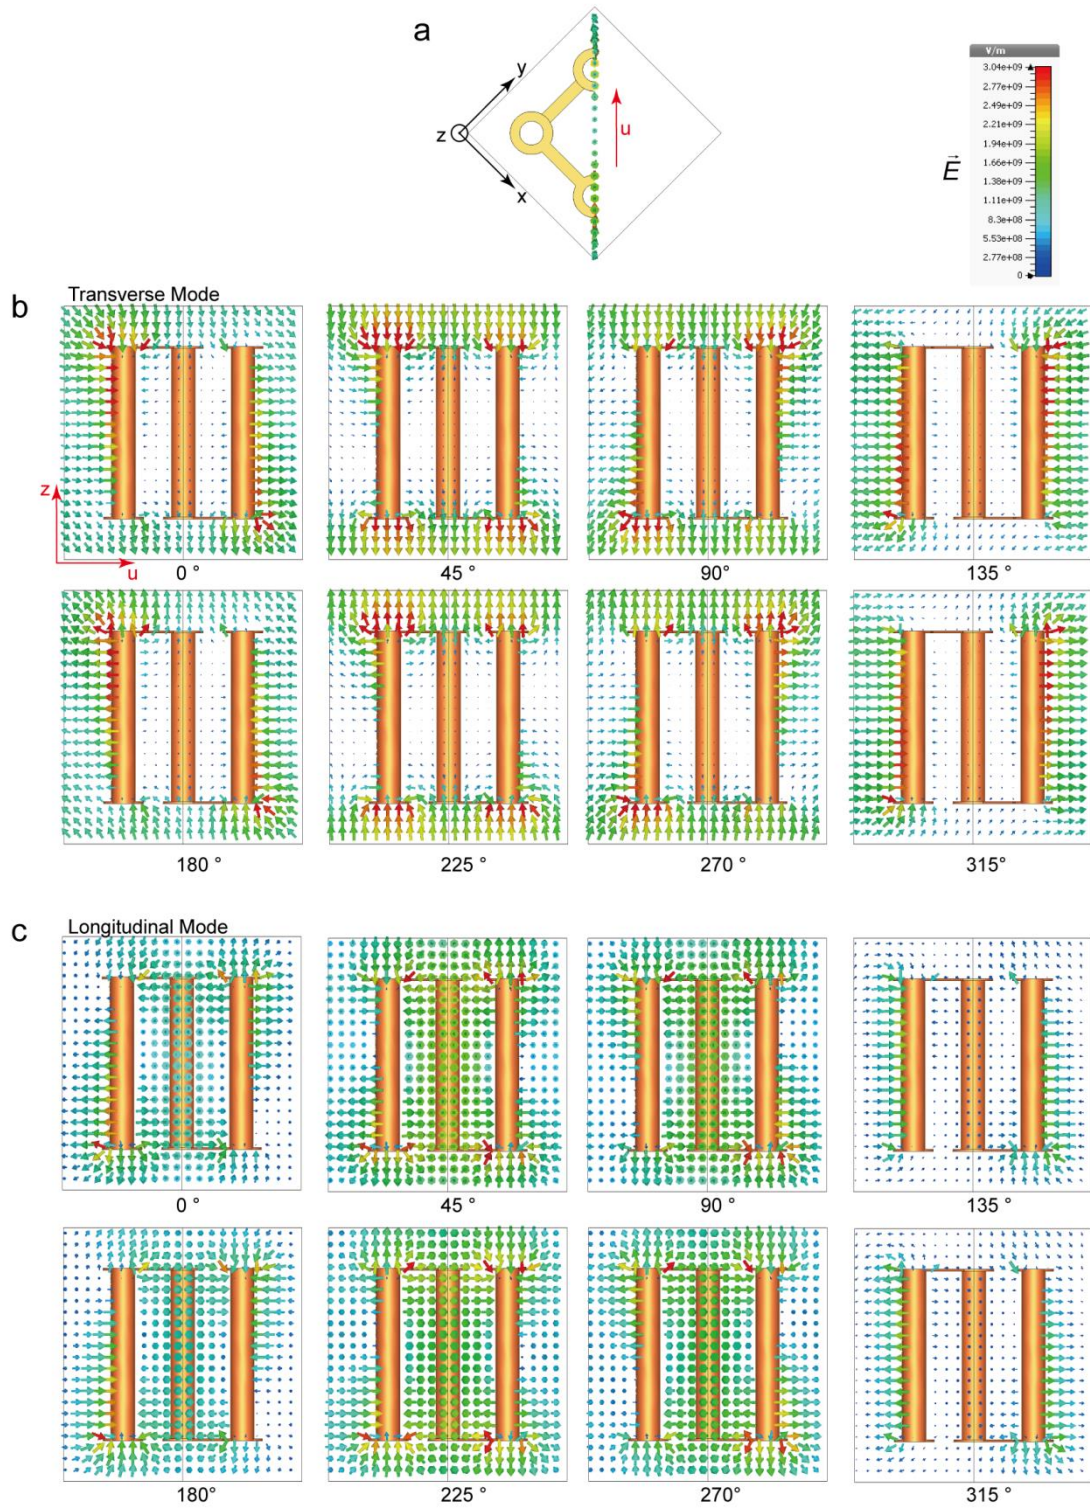 a
y
z
x
u
E
V/m
3.04e+09
2.77e+09
2.49e+09
2.21e+09
1.94e+09
1.66e+09
1.38e+09
1.11e+09
8.3e+08
5.53e+08
2.77e+08
0
b
Transverse Mode
z
u
0 °
45 °
90°
135 °
180 °
225 °
270 °
315°
c
Longitudinal Mode
0 °
45 °
90 °
135 °
180°
225 °
270°
315 °